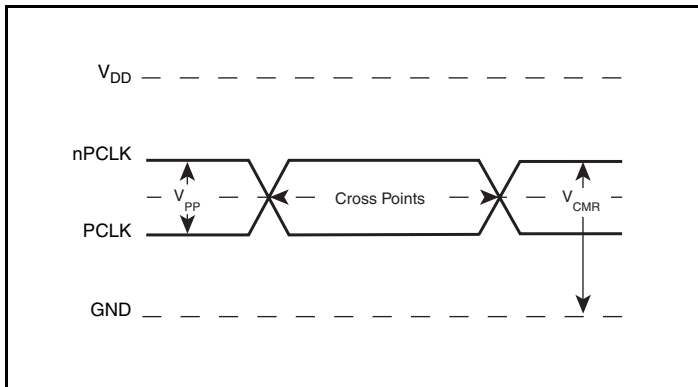 VDD
nPCLK
VPP
Cross Points
VCMR
PCLK
GND